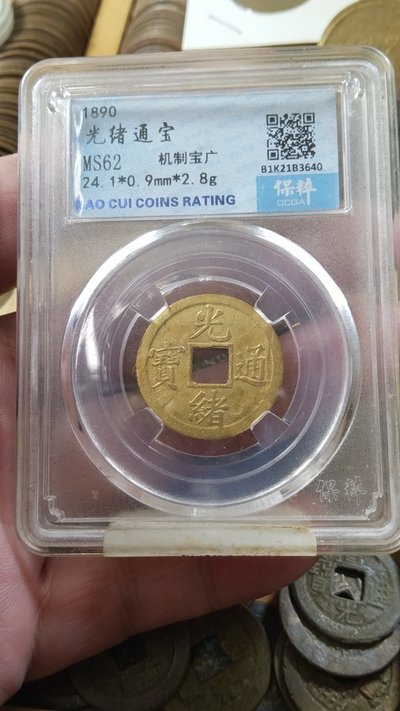 1890
光绪通宝
MS62 机制宝广
24.1*0.9mm*2.8g
B1K21B3640
保粹
CCGA
BAO CUI COINS RATING
光
寶 通
緒
保粹